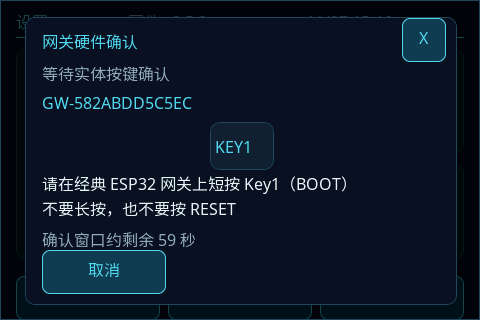 网关硬件确认
X
等待实体按键确认
GW-582ABDD5C5EC
KEY1
请在经典 ESP32 网关上短按 Key1（BOOT）
不要长按，也不要按 RESET
确认窗口约剩余 59 秒
取消